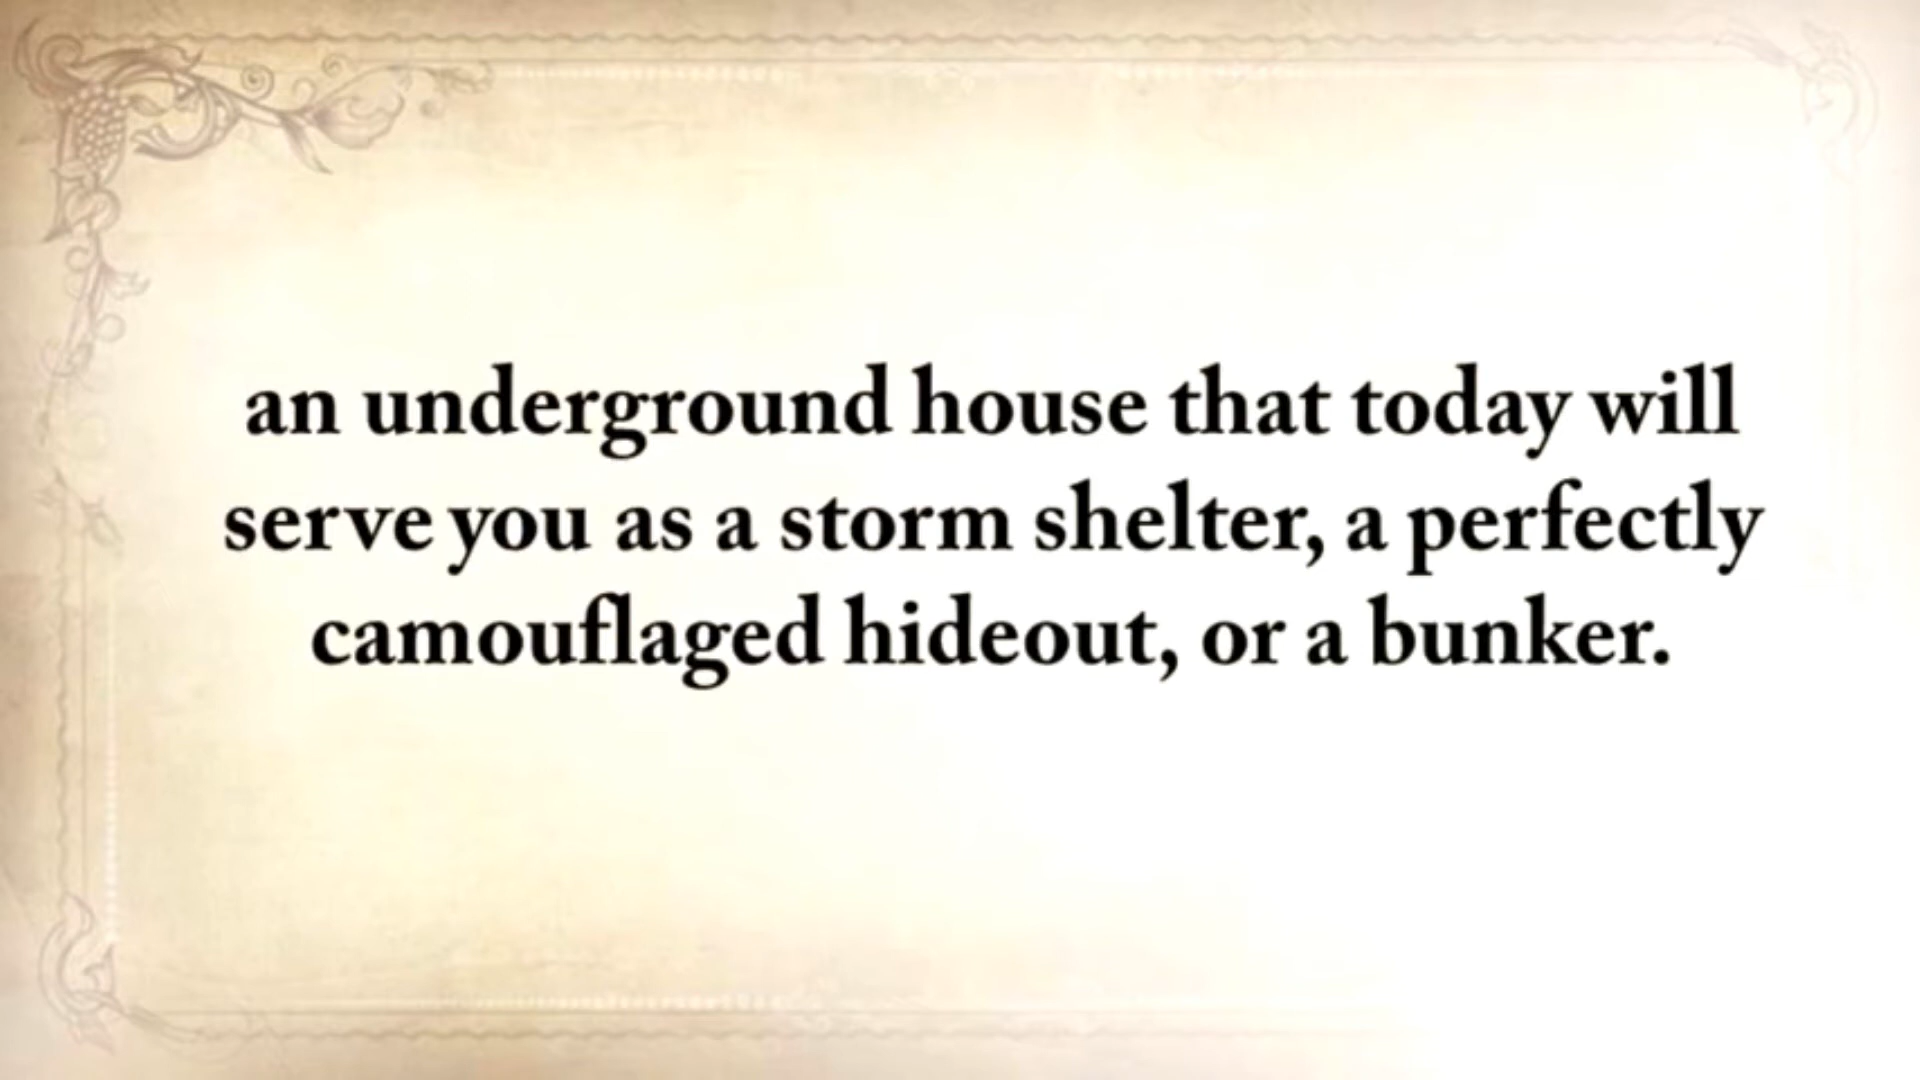 an underground house that today will
serve you as a storm shelter, a perfectly
camouflaged hideout, or a bunker.